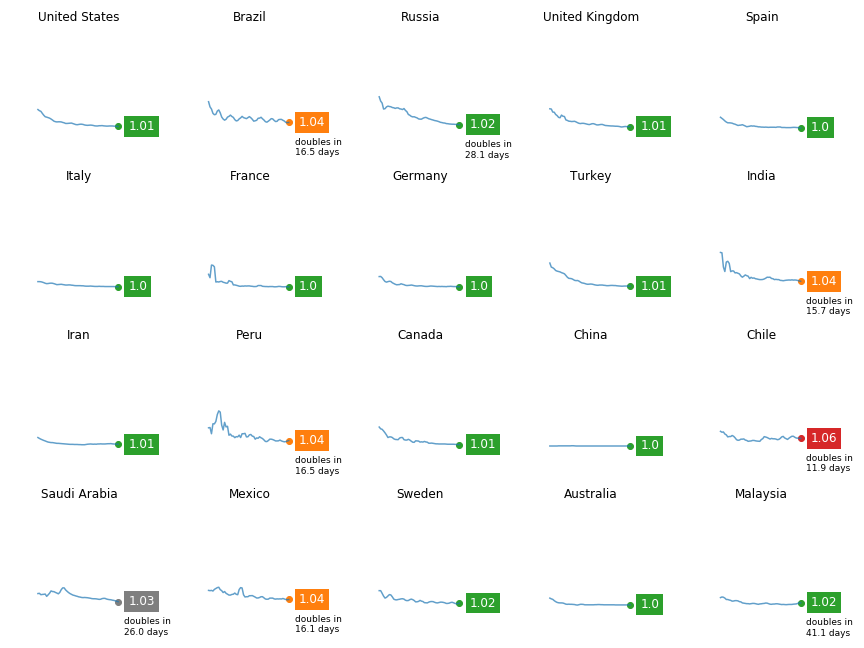 United States
Brazil
Russia
United Kingdom
Spain
1.01
1.04
doubles in
16.5 days
1.02
doubles in
28.1 days
1.01
1.0
Italy
France
Germany
Turkey
India
1.0
1.0
1.0
1.01
1.04
doubles in
15.7 days
Iran
Peru
Canada
China
Chile
1.01
1.04
doubles in
16.5 days
1.01
1.0
1.06
doubles in
11.9 days
Saudi Arabia
Mexico
Sweden
Australia
Malaysia
1.03
doubles in
26.0 days
1.04
doubles in
16.1 days
1.02
1.0
1.02
doubles in
41.1 days